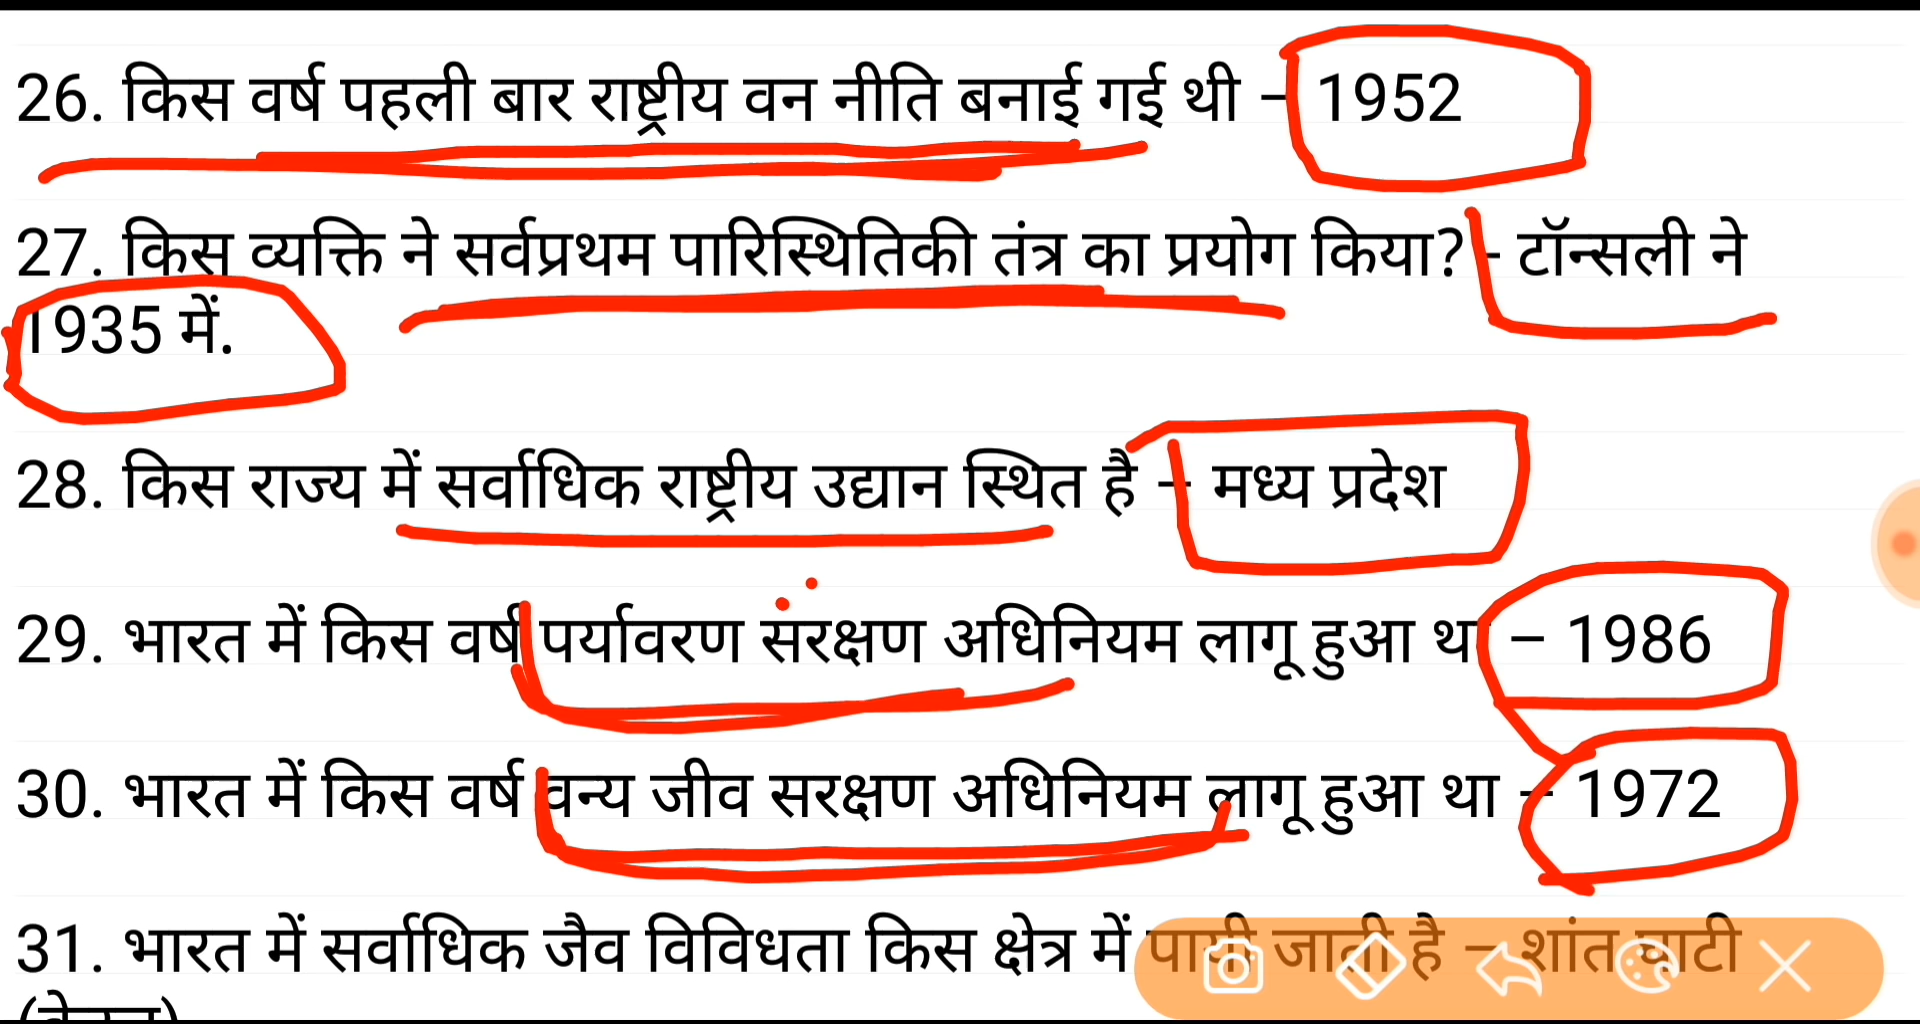 26. किस वर्ष पहली बार राष्ट्रीय वन नीति बनाई गई थी – 1952
27. किस व्यक्ति ने सर्वप्रथम पारिस्थितिकी तंत्र का प्रयोग किया? - टॉन्सली ने
1935 में.
28. किस राज्य में सर्वाधिक राष्ट्रीय उद्यान स्थित है – मध्य प्रदेश
29. भारत में किस वर्ष पर्यावरण संरक्षण अधिनियम लागू हुआ था – 1986
30. भारत में किस वर्ष वन्य जीव सरक्षण अधिनियम लागू हुआ था – 1972
31. भारत में सर्वाधिक जैव विविधता किस क्षेत्र में पायी जाती है – शांत घाटी